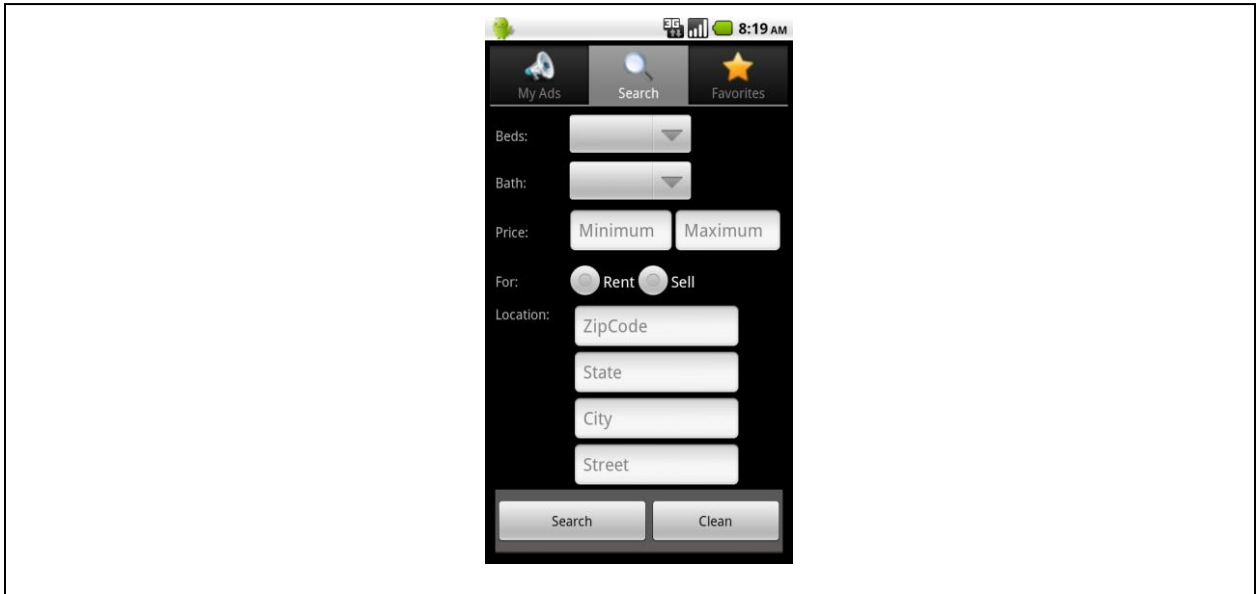 3G 8:19 AM
My Ads Search Favorites
Beds:
Bath:
Price: Minimum Maximum
For: Rent Sell
Location: ZipCode
State
City
Street
Search Clean